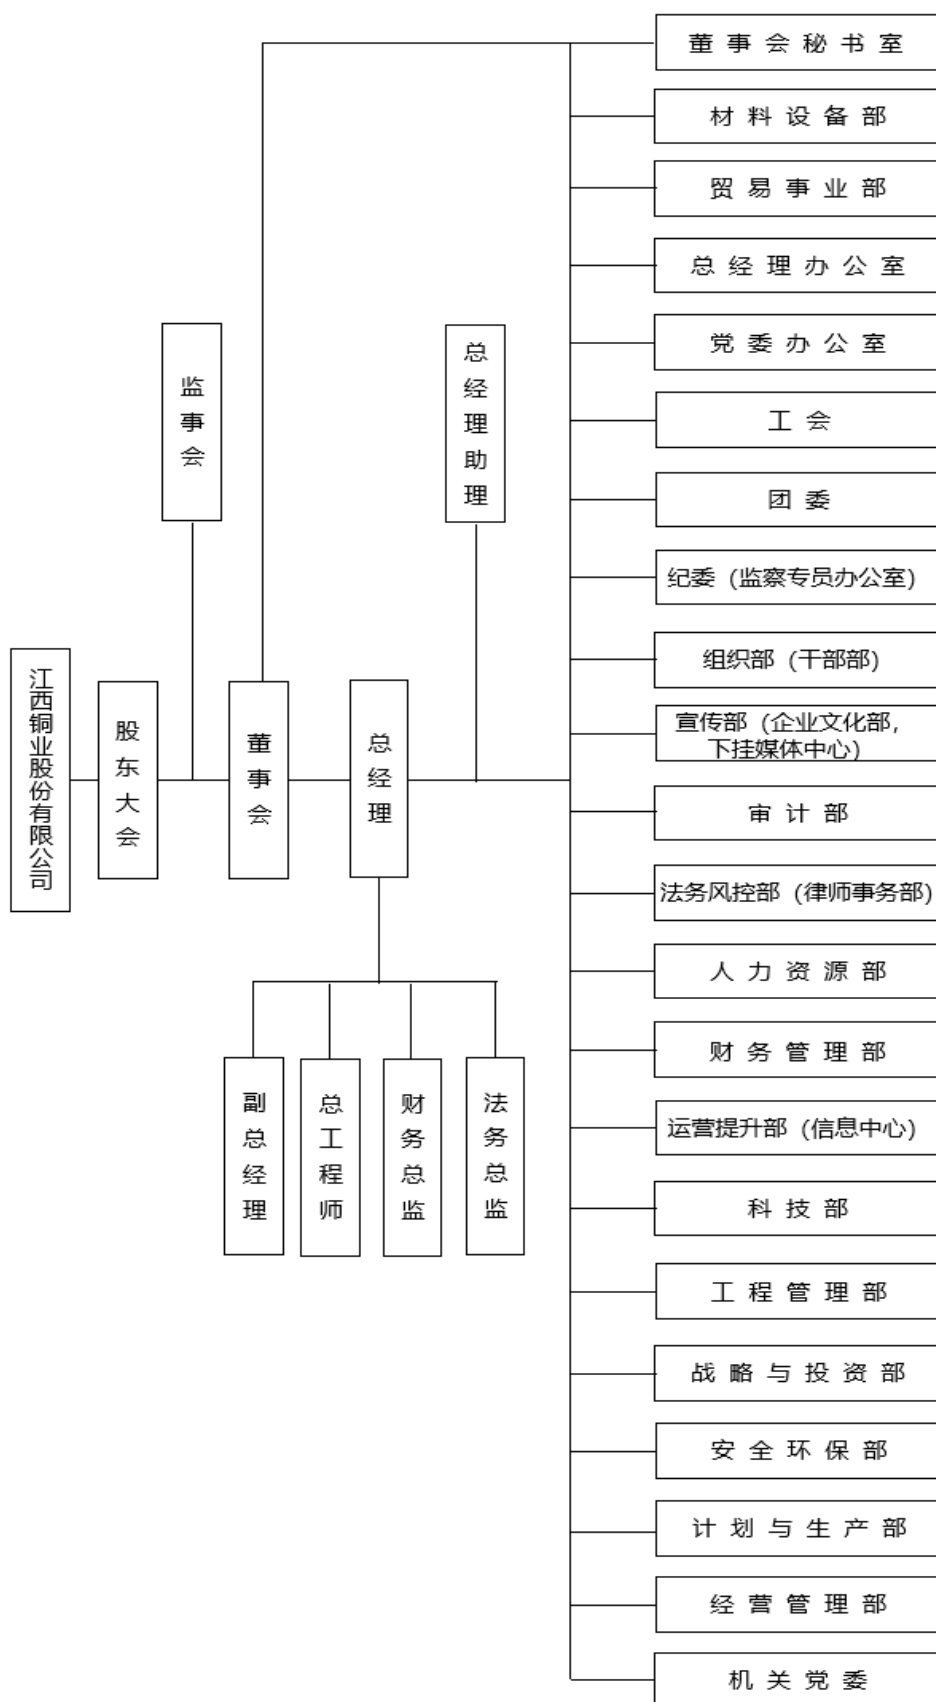 江西铜业股份有限公司
股东大会
监事会
董事会
总经理
总经理助理
副总经理
总工程师
财务总监
法务总监
董事会秘书室
材料设备部
贸易事业部
总经理办公室
党委办公室
工会
团委
纪委（监察专员办公室）
组织部（干部部）
宣传部（企业文化部，
下挂媒体中心）
审计部
法务风控部（律师事务部）
人力资源部
财务管理部
运营提升部（信息中心）
科技部
工程管理部
战略与投资部
安全环保部
计划与生产部
经营管理部
机关党委